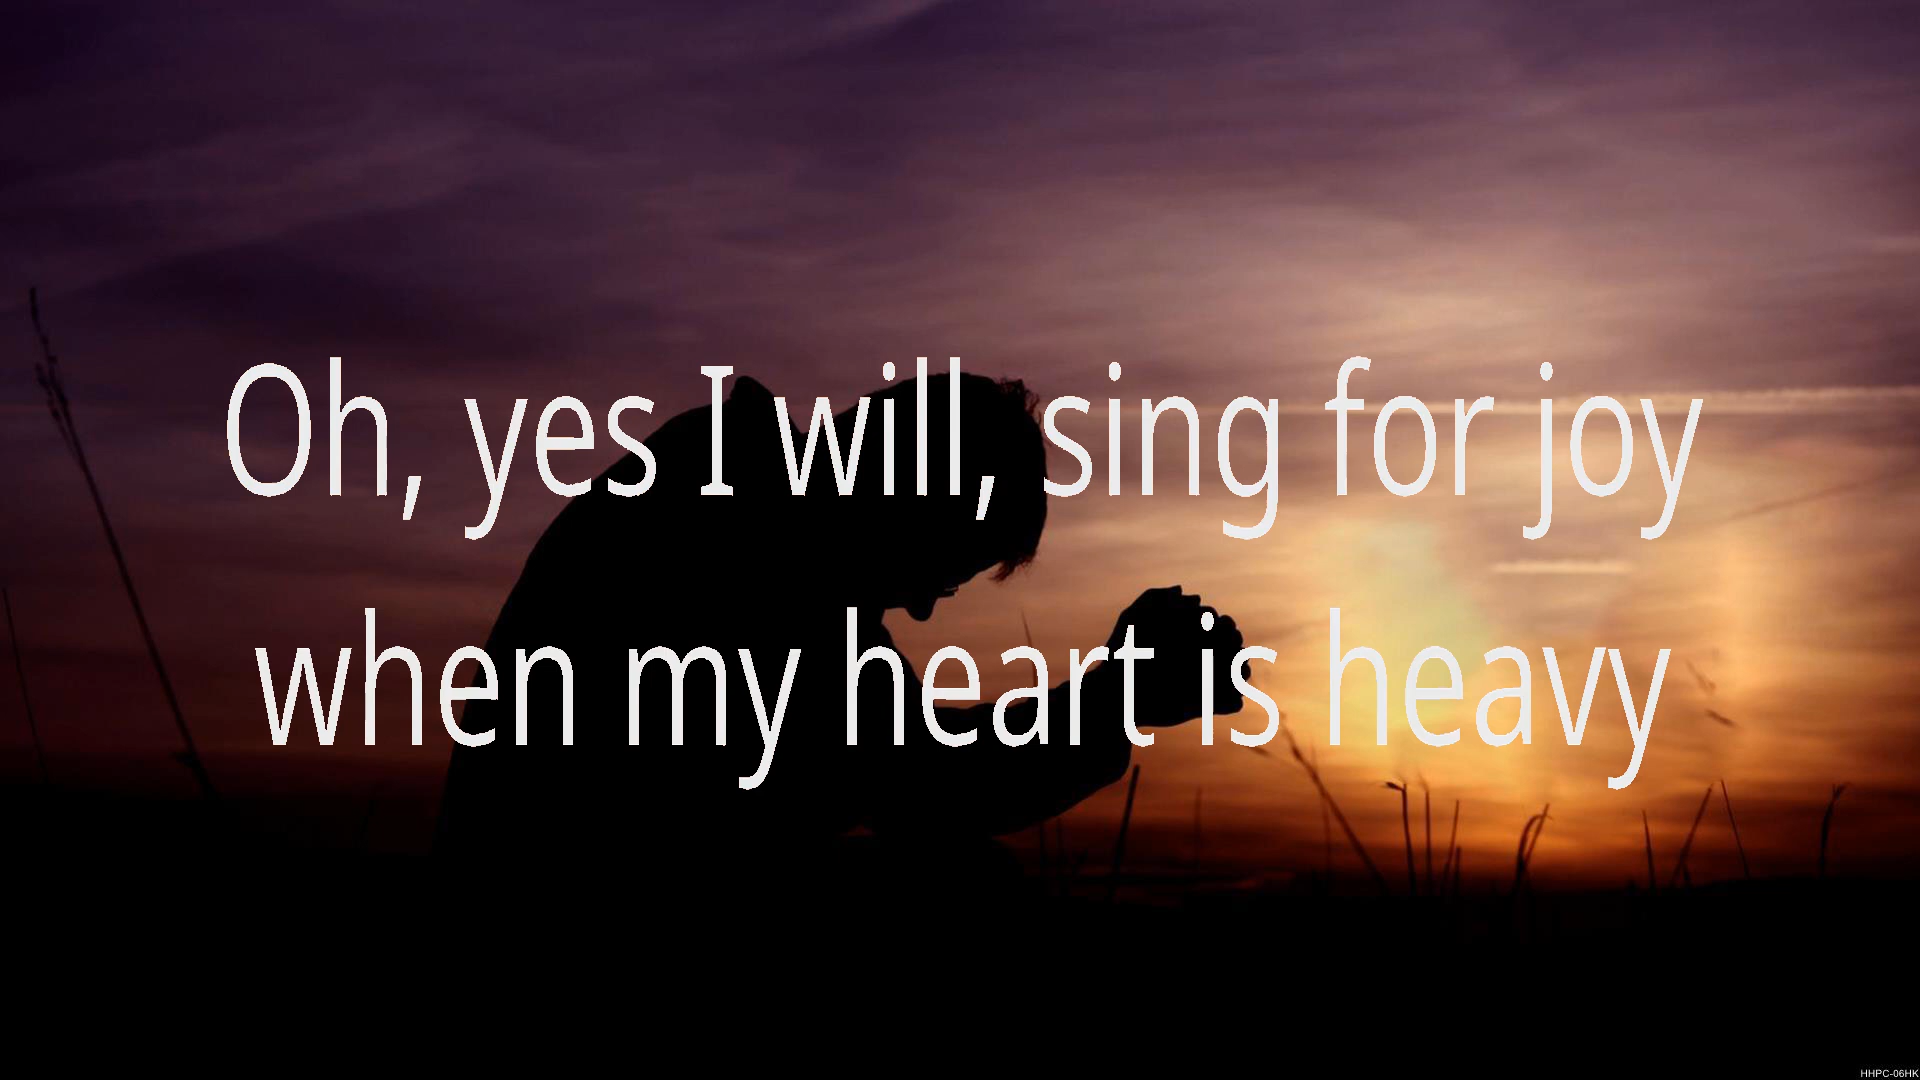 Oh, yes I will, sing for joy
when my heart is heavy
HHPC-06HK